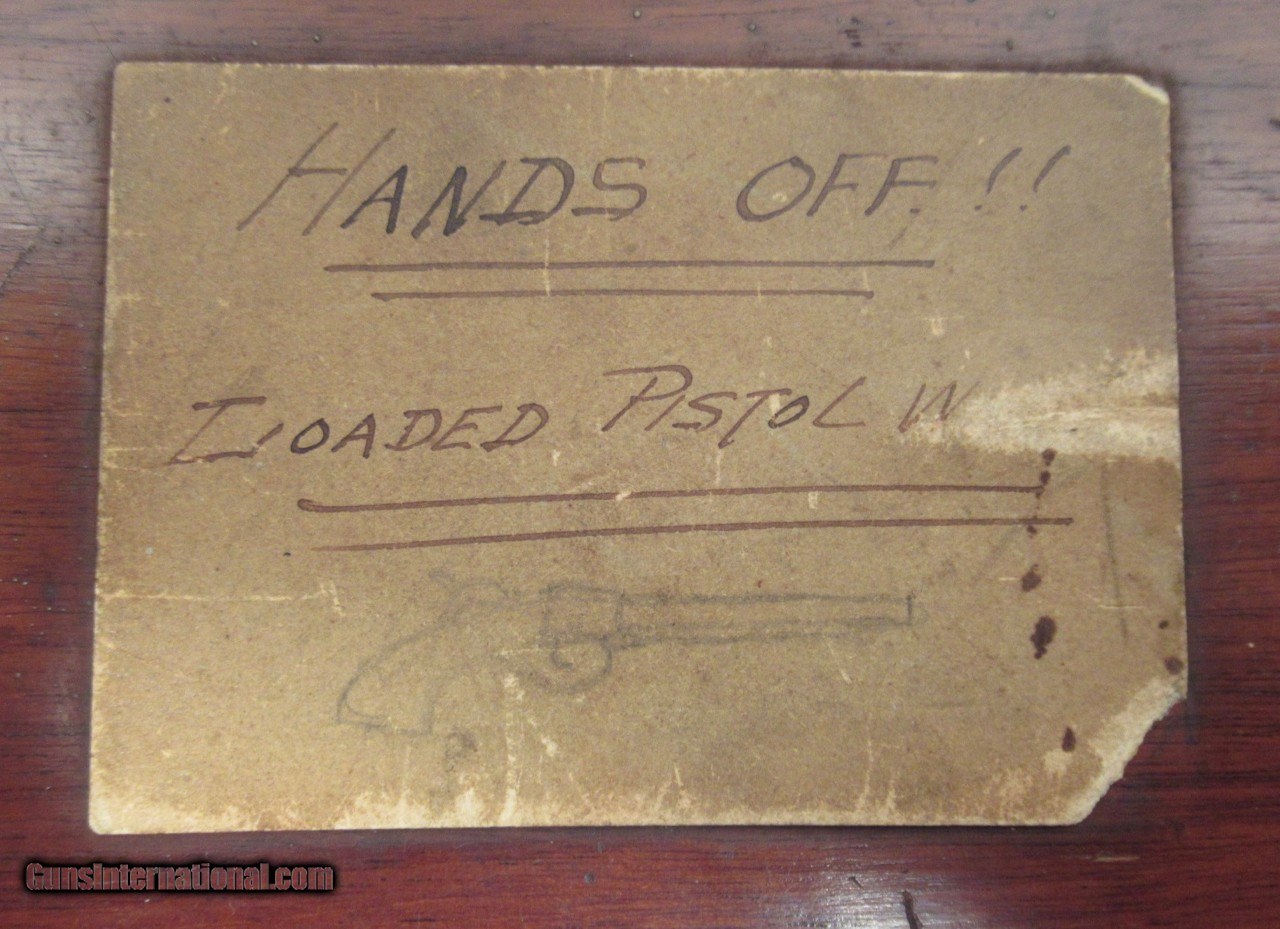 HANDS OFF!!
LOADED PISTOL W
GunsInternational.com